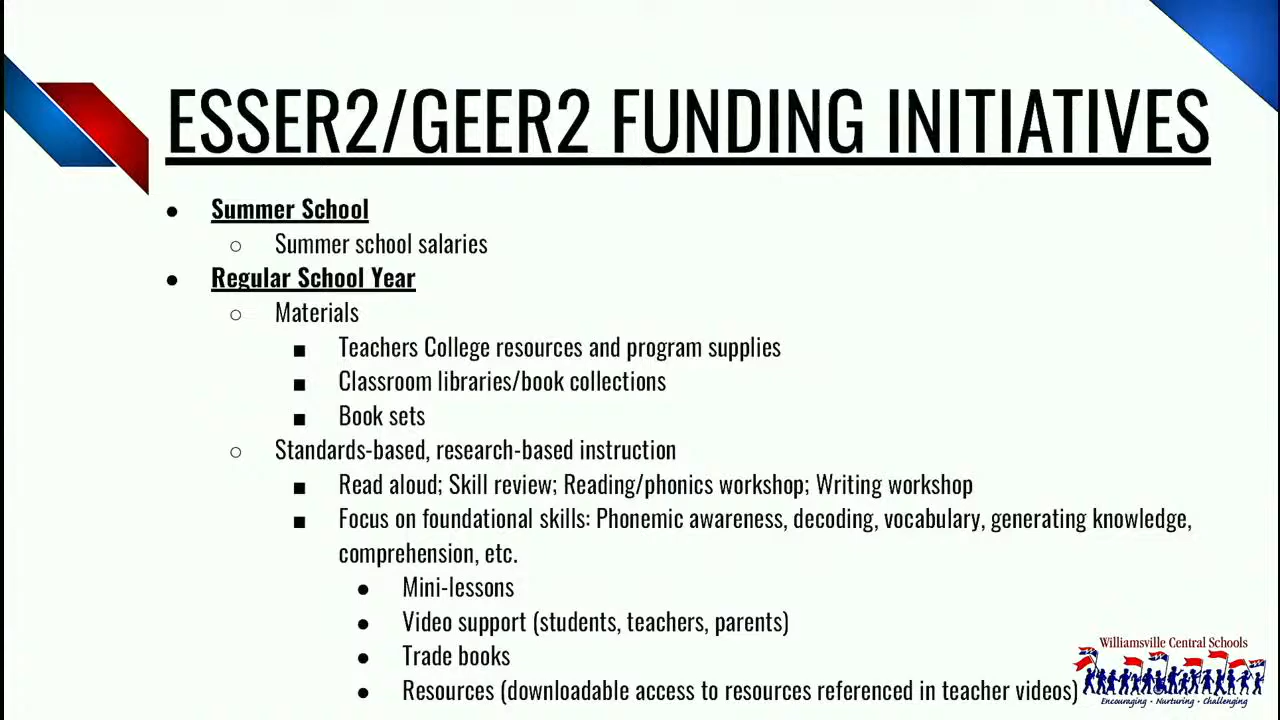 ESSER2/GEER2 FUNDING INITIATIVES
● Summer School
○ Summer school salaries
● Regular School Year
○ Materials
■ Teachers College resources and program supplies
■ Classroom libraries/book collections
■ Book sets
○ Standards-based, research-based instruction
■ Read aloud; Skill review; Reading/phonics workshop; Writing workshop
■ Focus on foundational skills: Phonemic awareness, decoding, vocabulary, generating knowledge,
comprehension, etc.
● Mini-lessons
● Video support (students, teachers, parents)
● Trade books
● Resources (downloadable access to resources referenced in teacher videos)
Williamsville Central Schools
Encouraging • Nurturing • Challenging